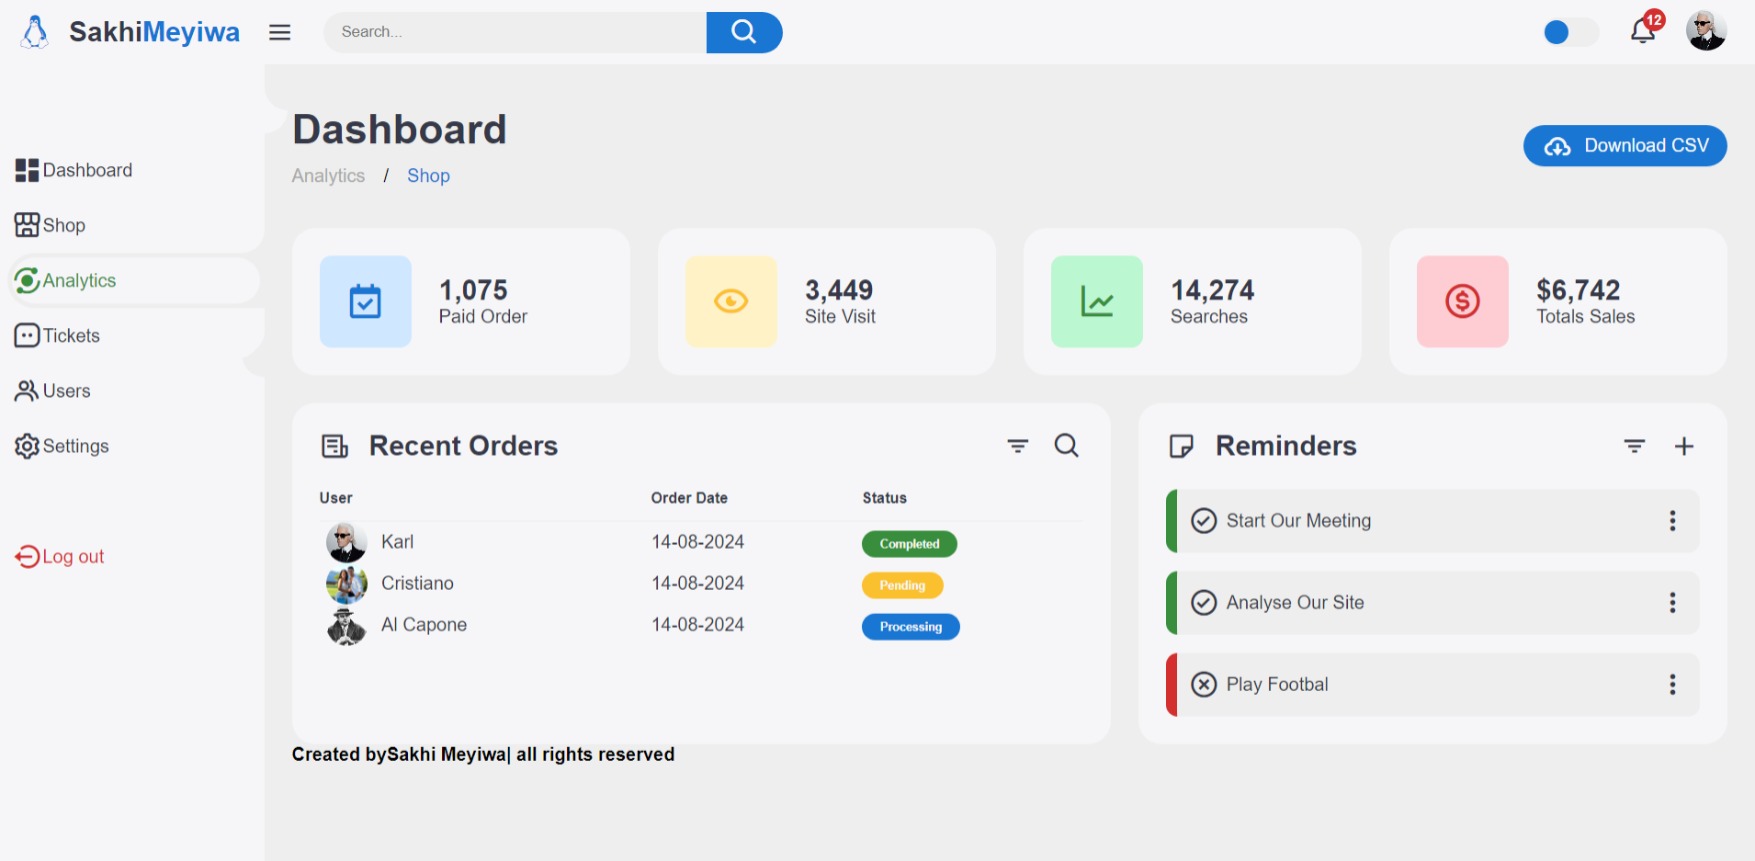 SakhiMeyiwa
Search...
12
Dashboard
Shop
Analytics
Tickets
Users
Settings
Log out
Dashboard
Analytics / Shop
Download CSV
1,075
Paid Order
3,449
Site Visit
14,274
Searches
$6,742
Totals Sales
Recent Orders
User Order Date Status
Karl 14-08-2024 Completed
Cristiano 14-08-2024 Pending
Al Capone 14-08-2024 Processing
Reminders
Start Our Meeting
Analyse Our Site
Play Footbal
Created bySakhi Meyiwa| all rights reserved